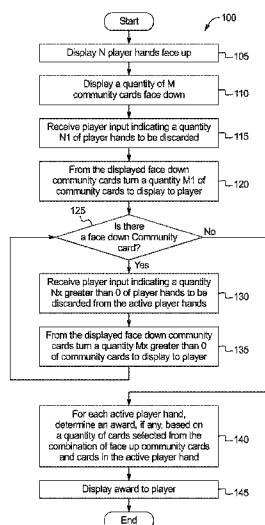 Start
100
Display N player hands face up
105
Display a quantity of M
community cards face down
110
Receive player input indicating a quantity
N1 of player hands to be discarded
115
From the displayed face down
community cards turn a quantity M1 of
community cards to display to player
120
125
Is there
a face down Community
card?
No
Yes
Receive player input indicating a quantity
Nx greater than 0 of player hands to be
discarded from the active player hands
130
From the displayed face down community
cards turn a quantity Mx greater than 0
of community cards to display to player
135
For each active player hand,
determine an award, if any, based on
a quantity of cards selected from the
combination of face up community cards
and cards in the active player hand
140
Display award to player
145
End